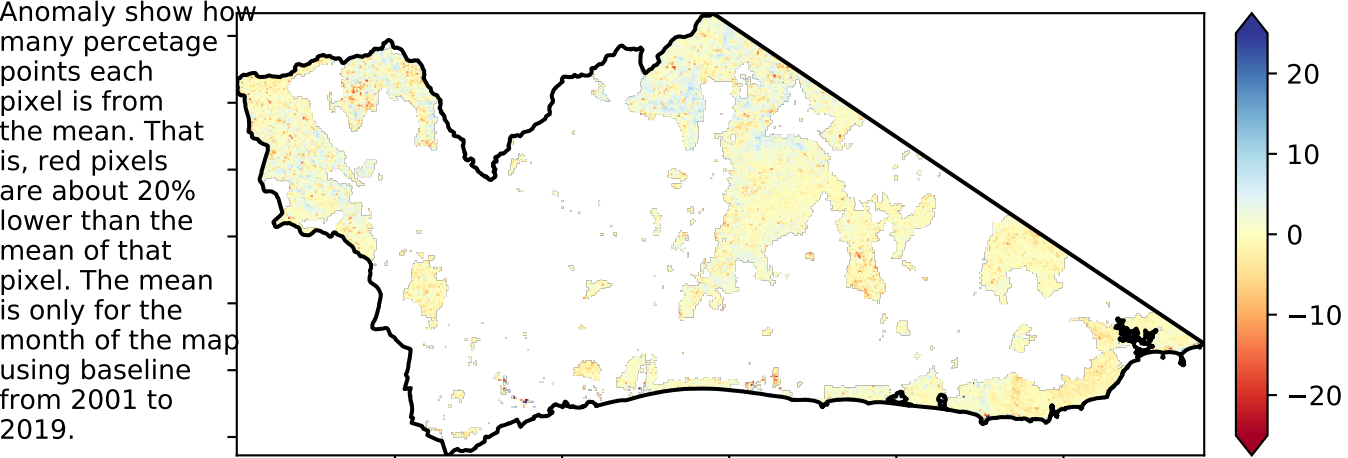 Anomaly show how
many percetage
points each
pixel is from
the mean. That
is, red pixels
are about 20%
lower than the
mean of that
pixel. The mean
is only for the
month of the map
using baseline
from 2001 to
2019.
20
10
0
−10
−20